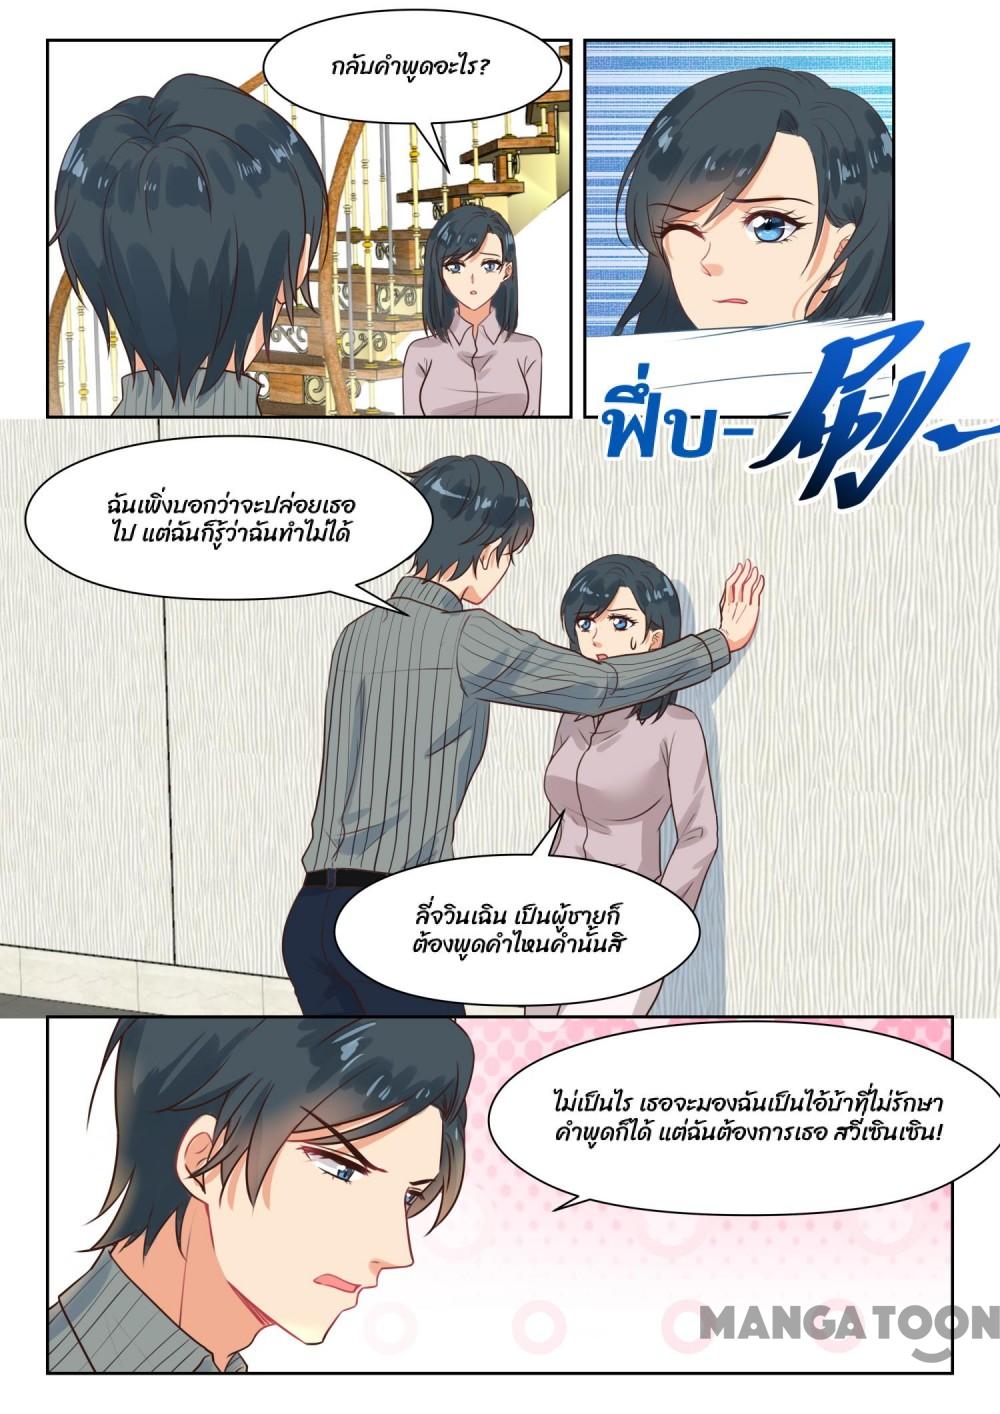 กลับคำพูดอะไร?
ฟึ่บ-
刷
ฉันเพิ่งบอกว่าจะปล่อยเธอ
ไป แต่ฉันก็รู้ว่าฉันทำไม่ได้
ลี่จวินเฉิน เป็นผู้ชายก็
ต้องพูดคำไหนคำนั้นสิ
ไม่เป็นไร เธอจะมองฉันเป็นไอ้บ้าที่ไม่รักษา
คำพูดก็ได้ แต่ฉันต้องการเธอ สวี่เซินเซิน!
MANGATOON